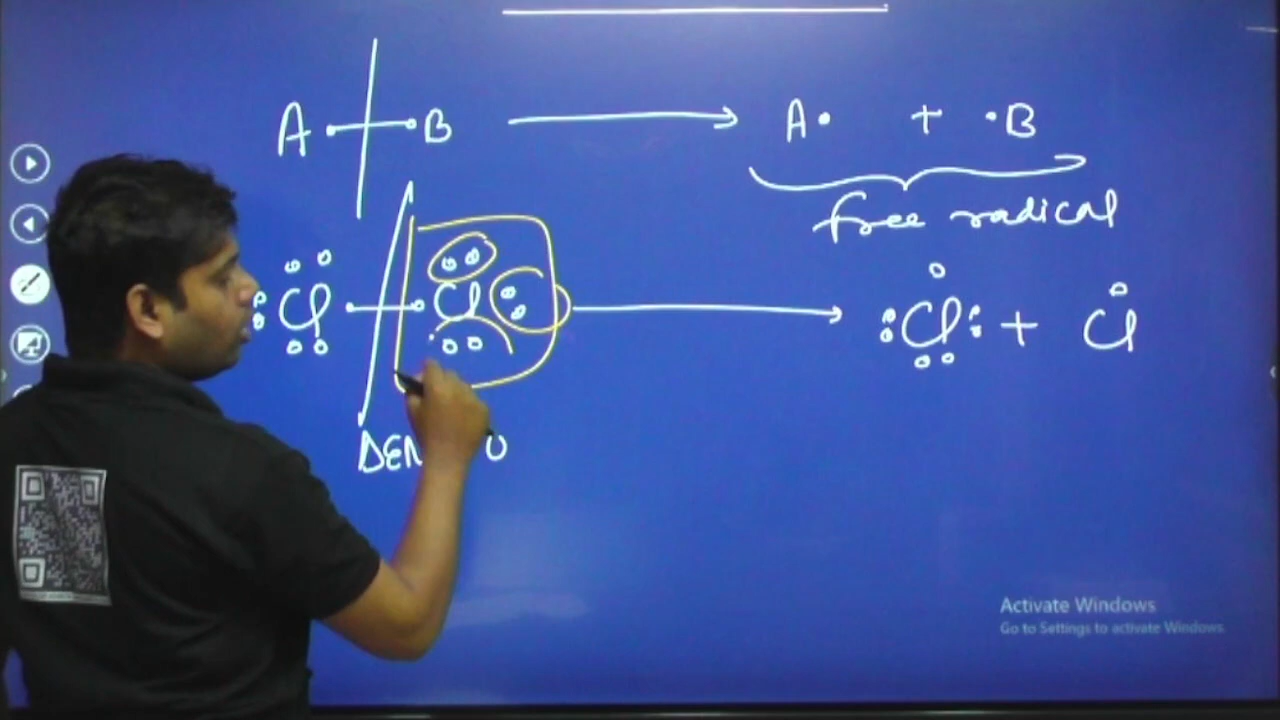 A B A• + •B
free radical
Cl Cl Cl + Cl
Activate Windows
Go to Settings to activate Windows.